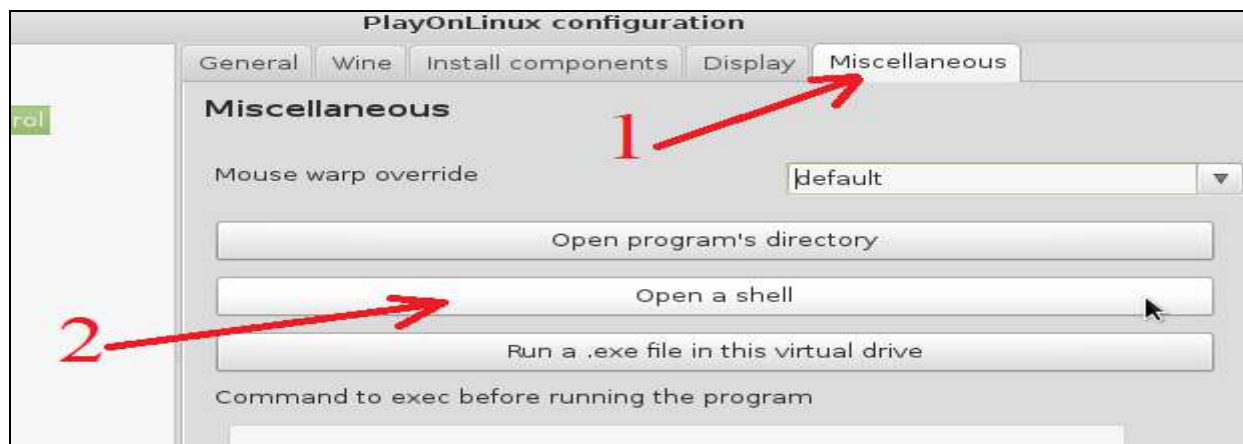 PlayOnLinux configuration
General Wine Install components Display Miscellaneous
rol
Miscellaneous
1
Mouse warp override default
Open program's directory
Open a shell
2
Run a .exe file in this virtual drive
Command to exec before running the program